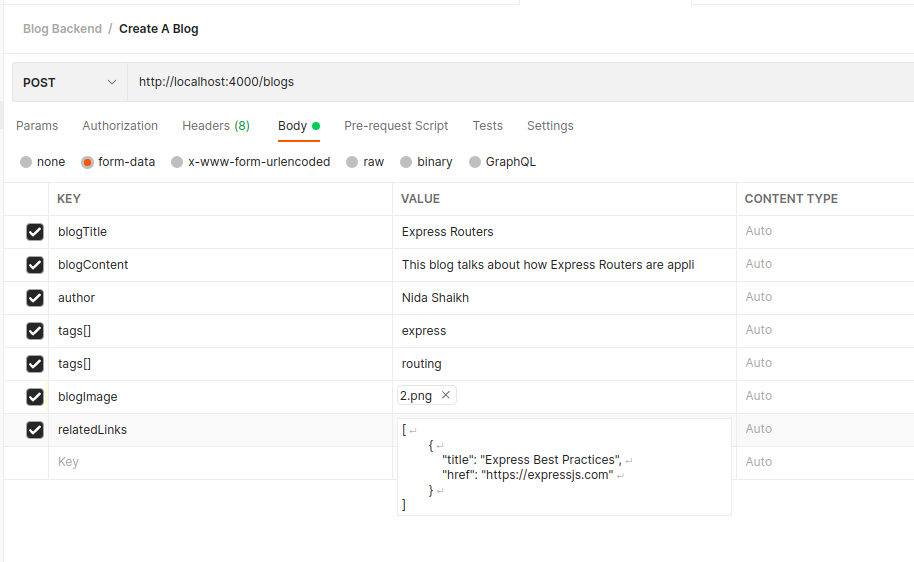 Blog Backend / Create A Blog
POST http://localhost:4000/blogs
Params Authorization Headers (8) Body Pre-request Script Tests Settings
none form-data x-www-form-urlencoded raw binary GraphQL
KEY VALUE CONTENT TYPE
blogTitle Express Routers Auto
blogContent This blog talks about how Express Routers are appli Auto
author Nida Shaikh Auto
tags[] express Auto
tags[] routing Auto
blogImage 2.png Auto
relatedLinks [ Auto
{
Key "title": "Express Best Practices", Auto
"href": "https://expressjs.com"
}
]